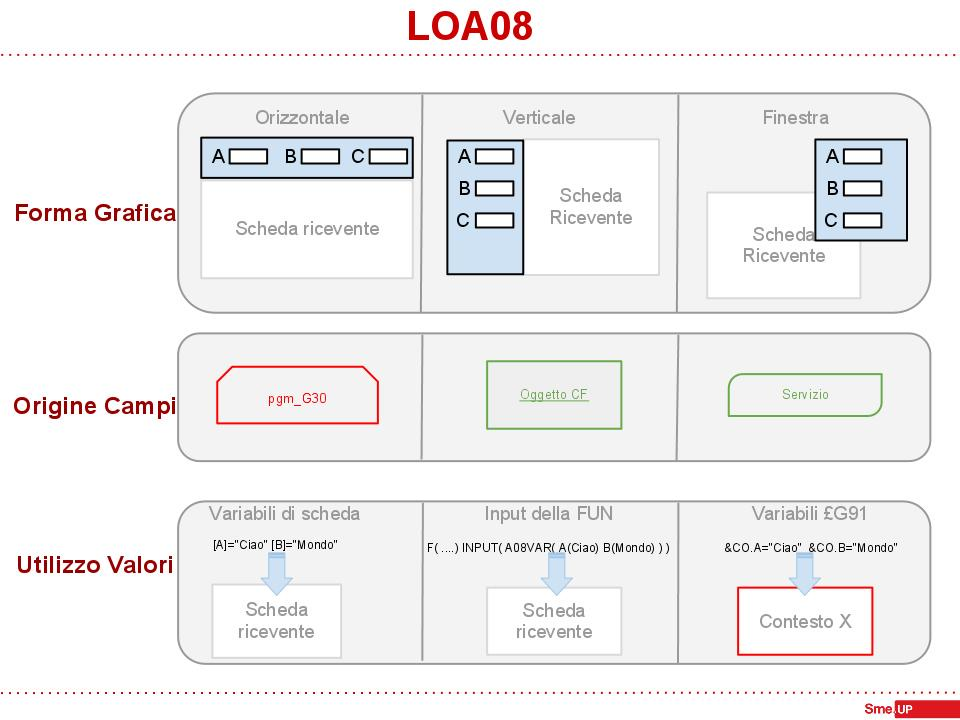 LOA08
Forma Grafica
Orizzontale
A B C
Scheda ricevente
Verticale
A
B
C
Scheda
Ricevente
Finestra
A
B
C
Scheda
Ricevente
Origine Campi
pgm_G30
Oggetto CF
Servizio
Utilizzo Valori
Variabili di scheda
[A]="Ciao" [B]="Mondo"
Scheda
ricevente
Input della FUN
F( ....) INPUT( A08VAR( A(Ciao) B(Mondo) ) )
Scheda
ricevente
Variabili £G91
&CO.A="Ciao" &CO.B="Mondo"
Contesto X
Sme.UP